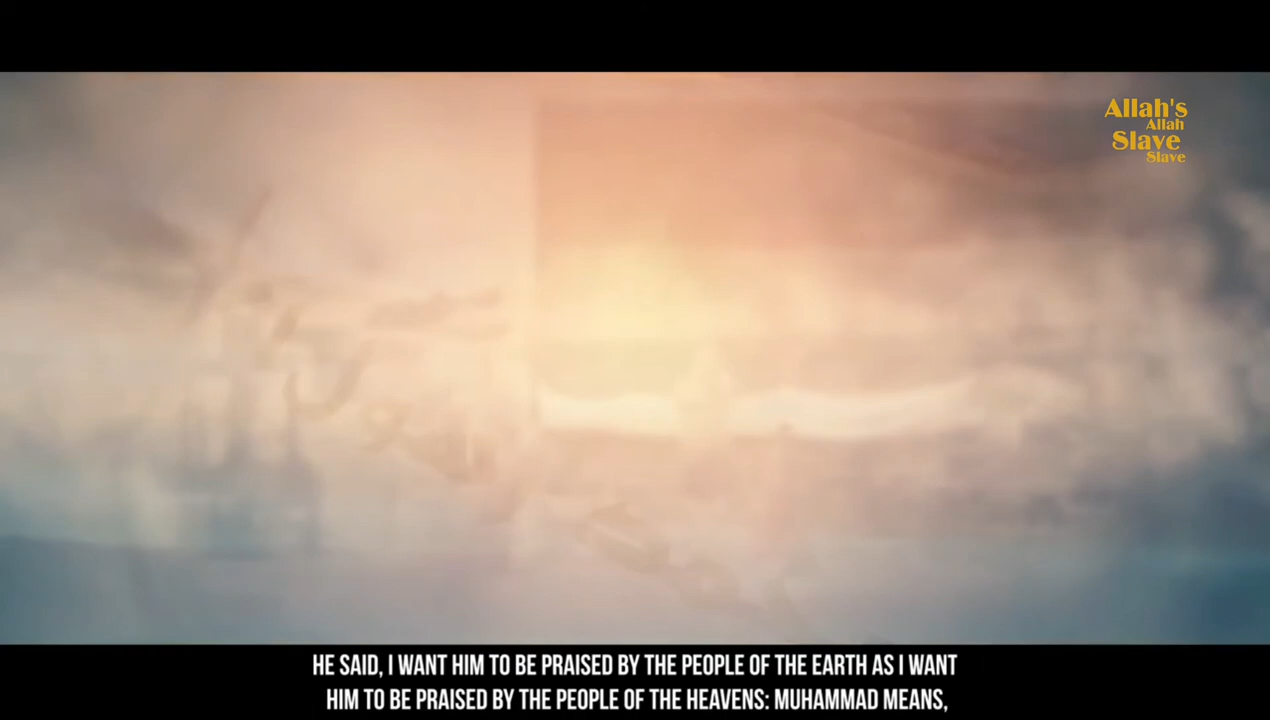 Allah's
Allah
Slave
Slave
HE SAID, I WANT HIM TO BE PRAISED BY THE PEOPLE OF THE EARTH AS I WANT
HIM TO BE PRAISED BY THE PEOPLE OF THE HEAVENS: MUHAMMAD MEANS,